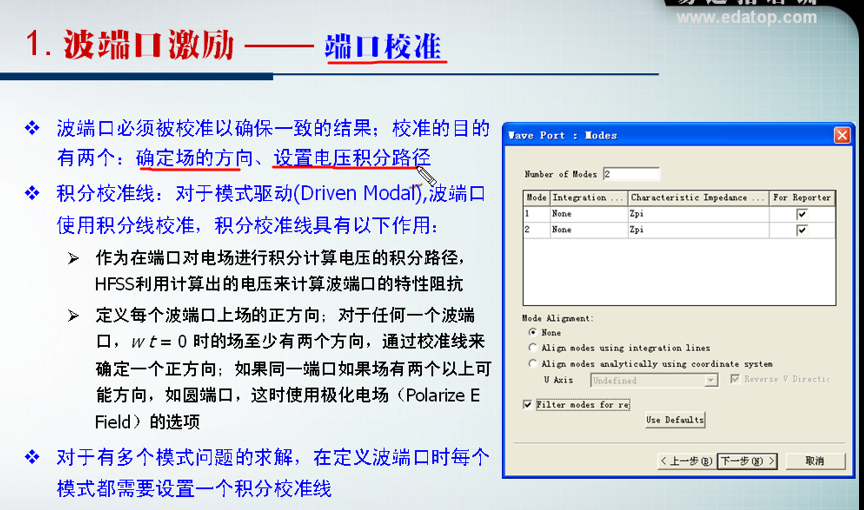 www.edatop.com
1. 波端口激励 —— 端口校准
波端口必须被校准以确保一致的结果；校准的目的
有两个：确定场的方向、设置电压积分路径
积分校准线：对于模式驱动(Driven Modal),波端口
使用积分线校准，积分校准线具有以下作用：
作为在端口对电场进行积分计算电压的积分路径，
HFSS利用计算出的电压来计算波端口的特性阻抗
定义每个波端口上场的正方向；对于任何一个波端
口，w t = 0 时的场至少有两个方向，通过校准线来
确定一个正方向；如果同一端口如果场有两个以上可
能方向，如圆端口，这时使用极化电场（Polarize E
Field）的选项
对于有多个模式问题的求解，在定义波端口时每个
模式都需要设置一个积分校准线
Wave Port : Modes
Number of Modes 2
Mode Integration ... Characteristic Impedance ... For Reporter
1 None Zpi
2 None Zpi
Mode Alignment:
None
Align modes using integration lines
Align modes analytically using coordinate system
U Axis Undefined Reverse V Directic
Filter modes for re
Use Defaults
< 上一步(B) 下一步(N) > 取消